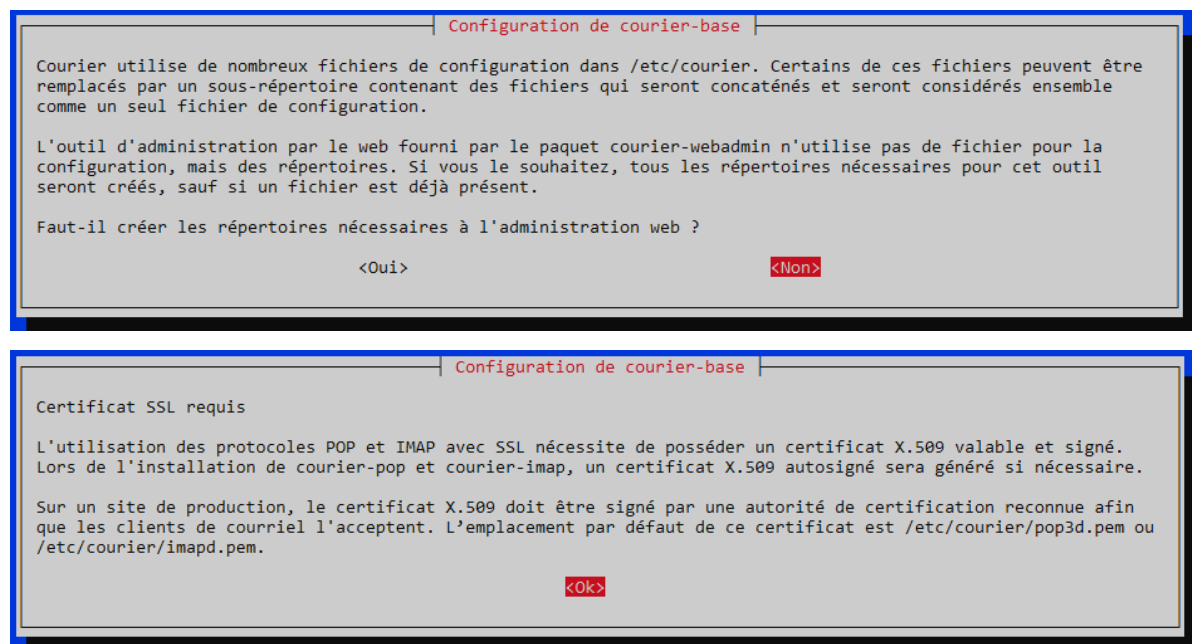 Configuration de courier-base
Courier utilise de nombreux fichiers de configuration dans /etc/courier. Certains de ces fichiers peuvent être
remplacés par un sous-répertoire contenant des fichiers qui seront concaténés et seront considérés ensemble
comme un seul fichier de configuration.
L'outil d'administration par le web fourni par le paquet courier-webadmin n'utilise pas de fichier pour la
configuration, mais des répertoires. Si vous le souhaitez, tous les répertoires nécessaires pour cet outil
seront créés, sauf si un fichier est déjà présent.
Faut-il créer les répertoires nécessaires à l'administration web ?
<Oui> <Non>
Configuration de courier-base
Certificat SSL requis
L'utilisation des protocoles POP et IMAP avec SSL nécessite de posséder un certificat X.509 valable et signé.
Lors de l'installation de courier-pop et courier-imap, un certificat X.509 autosigné sera généré si nécessaire.
Sur un site de production, le certificat X.509 doit être signé par une autorité de certification reconnue afin
que les clients de courriel l'acceptent. L’emplacement par défaut de ce certificat est /etc/courier/pop3d.pem ou
/etc/courier/imapd.pem.
<Ok>